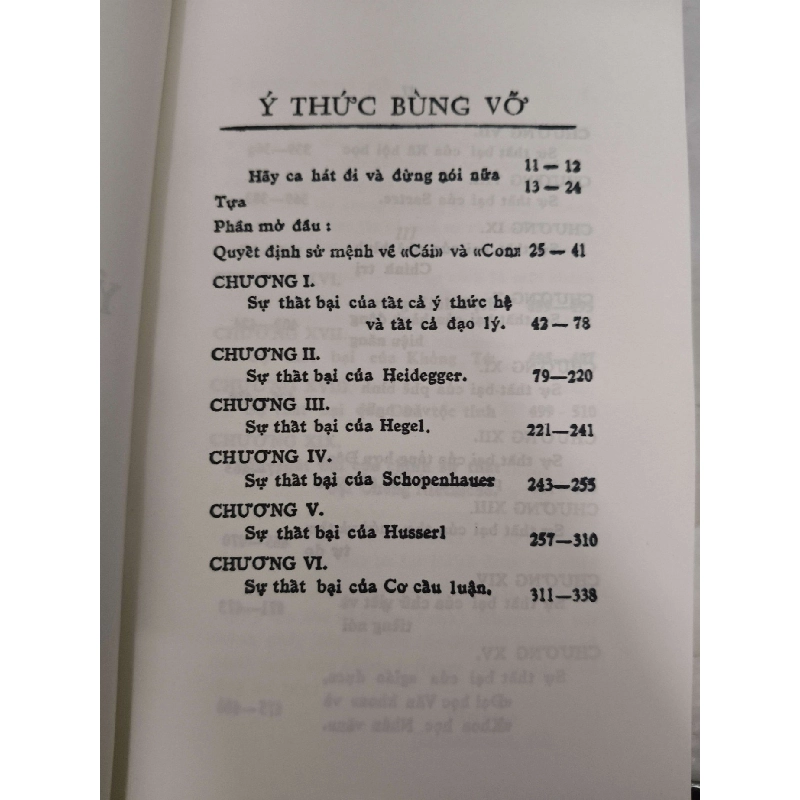 Ý THỨC BÙNG VỠ
Hãy ca hát đi và đừng nói nữa 11 — 12
Tựa 13 — 24
Phần mở đầu :
Quyết định sứ mệnh về «Cái» và «Con» 25 — 41
CHƯƠNG I.
Sự thất bại của tất cả ý thức hệ
và tất cả đạo lý. 42 — 78
CHƯƠNG II.
Sự thất bại của Heidegger. 79—220
CHƯƠNG III.
Sự thất bại của Hegel. 221—241
CHƯƠNG IV.
Sự thất bại của Schopenhauer 243—255
CHƯƠNG V.
Sự thất bại của Husserl 257—310
CHƯƠNG VI.
Sự thất bại của Cơ cấu luận. 311—338